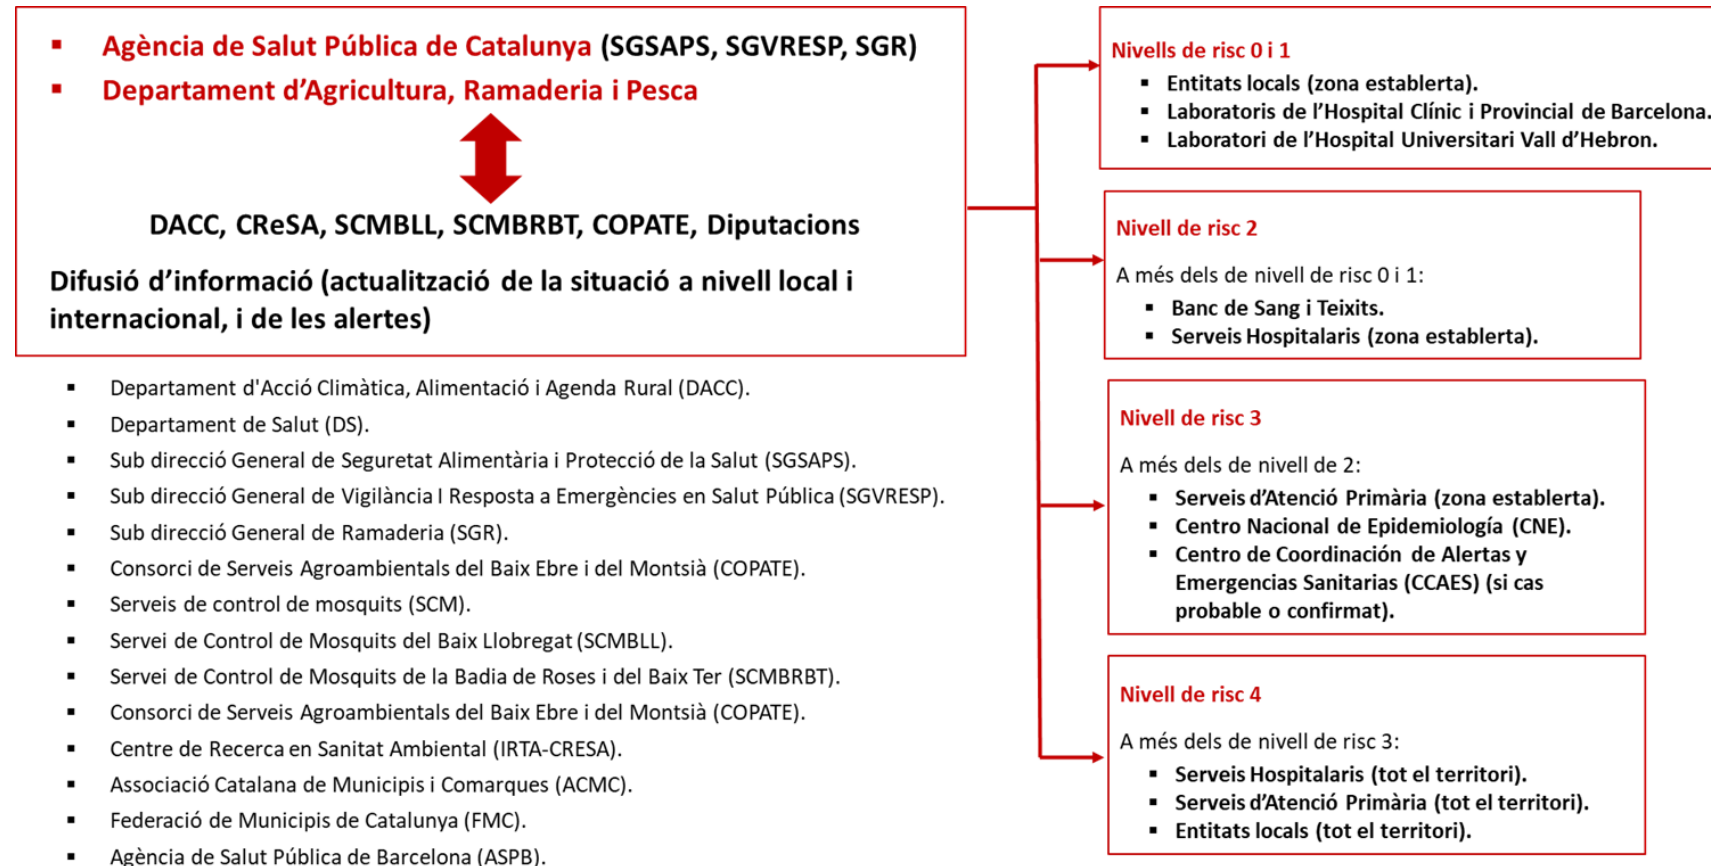 ▪ Agència de Salut Pública de Catalunya (SGSAPS, SGVRESP, SGR)
▪ Departament d’Agricultura, Ramaderia i Pesca
DACC, CReSA, SCMBLL, SCMBRBT, COPATE, Diputacions
Difusió d’informació (actualització de la situació a nivell local i
internacional, i de les alertes)
▪ Departament d'Acció Climàtica, Alimentació i Agenda Rural (DACC).
▪ Departament de Salut (DS).
▪ Sub direcció General de Seguretat Alimentària i Protecció de la Salut (SGSAPS).
▪ Sub direcció General de Vigilància I Resposta a Emergències en Salut Pública (SGVRESP).
▪ Sub direcció General de Ramaderia (SGR).
▪ Consorci de Serveis Agroambientals del Baix Ebre i del Montsià (COPATE).
▪ Serveis de control de mosquits (SCM).
▪ Servei de Control de Mosquits del Baix Llobregat (SCMBLL).
▪ Servei de Control de Mosquits de la Badia de Roses i del Baix Ter (SCMBRBT).
▪ Consorci de Serveis Agroambientals del Baix Ebre i del Montsià (COPATE).
▪ Centre de Recerca en Sanitat Ambiental (IRTA-CRESA).
▪ Associació Catalana de Municipis i Comarques (ACMC).
▪ Federació de Municipis de Catalunya (FMC).
▪ Agència de Salut Pública de Barcelona (ASPB).
Nivells de risc 0 i 1
▪ Entitats locals (zona establerta).
▪ Laboratoris de l’Hospital Clínic i Provincial de Barcelona.
▪ Laboratori de l’Hospital Universitari Vall d’Hebron.
Nivell de risc 2
A més dels de nivell de risc 0 i 1:
▪ Banc de Sang i Teixits.
▪ Serveis Hospitalaris (zona establerta).
Nivell de risc 3
A més dels de nivell de 2:
▪ Serveis d’Atenció Primària (zona establerta).
▪ Centro Nacional de Epidemiología (CNE).
▪ Centro de Coordinación de Alertas y
Emergencias Sanitarias (CCAES) (si cas
probable o confirmat).
Nivell de risc 4
A més dels de nivell de risc 3:
▪ Serveis Hospitalaris (tot el territori).
▪ Serveis d’Atenció Primària (tot el territori).
▪ Entitats locals (tot el territori).